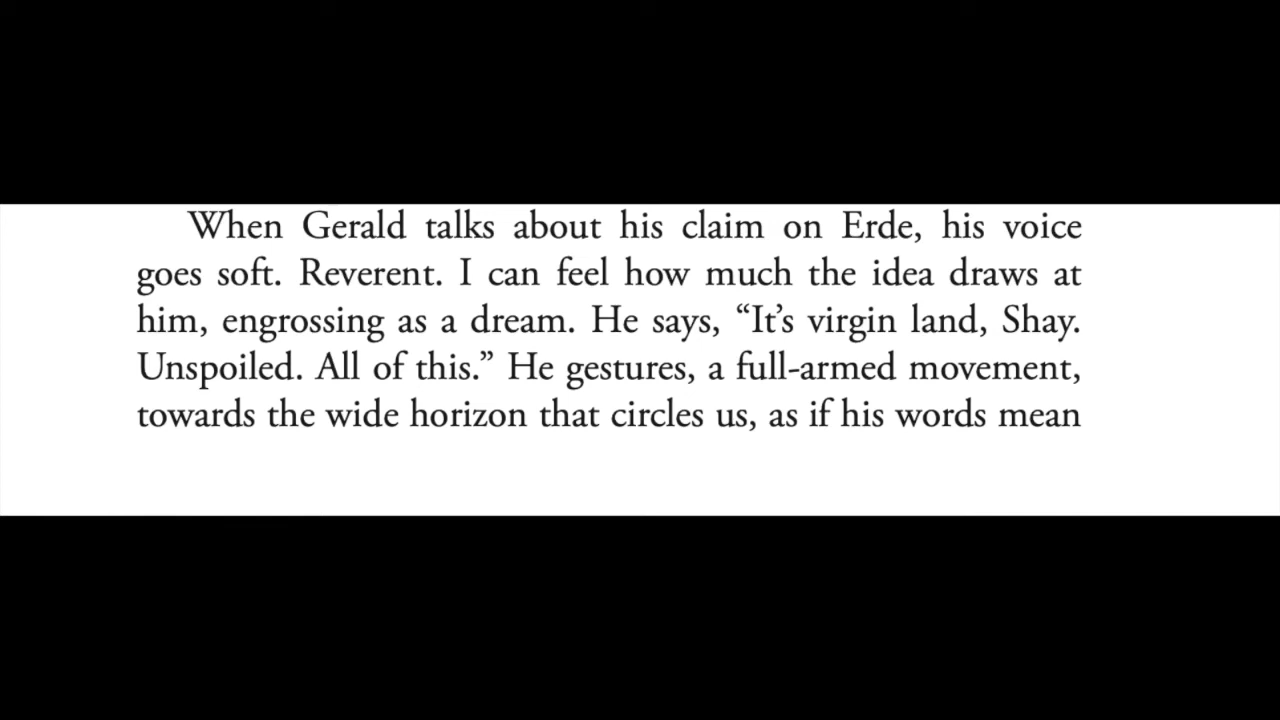 When Gerald talks about his claim on Erde, his voice
goes soft. Reverent. I can feel how much the idea draws at
him, engrossing as a dream. He says, “It’s virgin land, Shay.
Unspoiled. All of this.” He gestures, a full-armed movement,
towards the wide horizon that circles us, as if his words mean